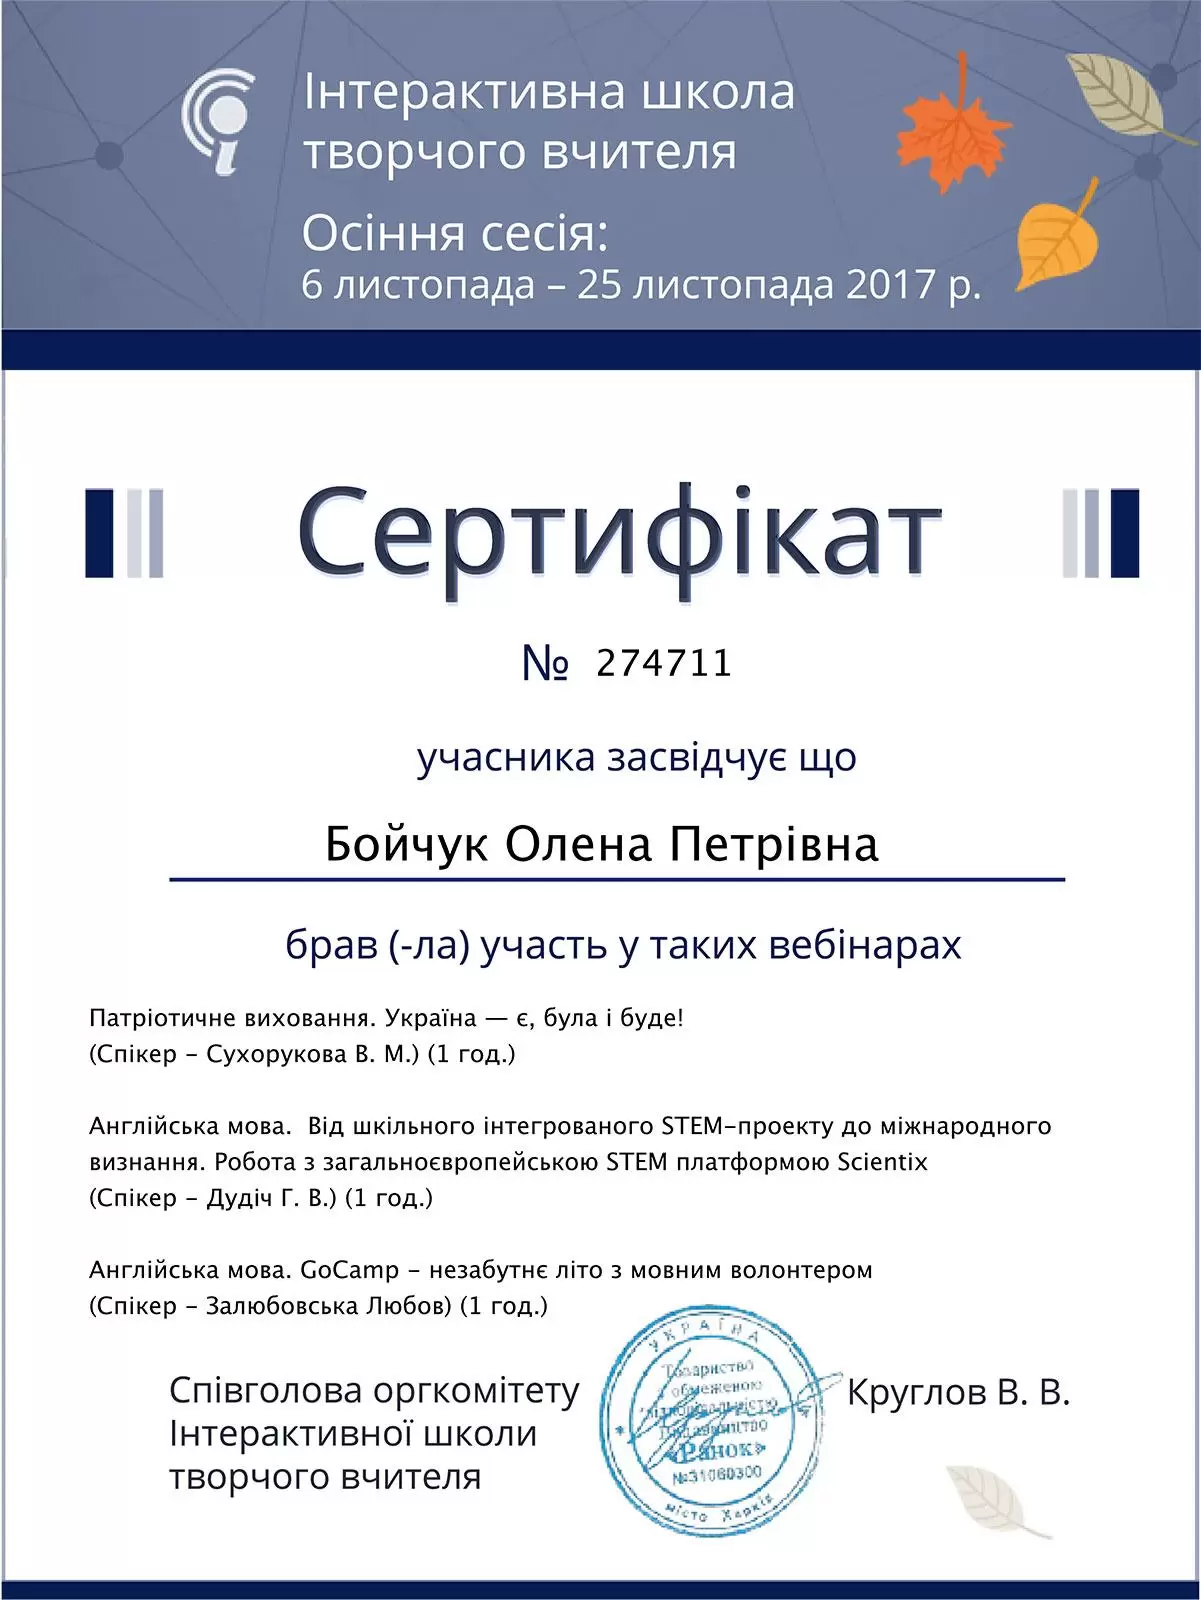 Інтерактивна школа
творчого вчителя
Осіння сесія:
6 листопада – 25 листопада 2017 р.
Сертифікат
№ 274711
учасника засвідчує що
Бойчук Олена Петрівна
брав (-ла) участь у таких вебінарах
Патріотичне виховання. Україна — є, була і буде!
(Спікер - Сухорукова В. М.) (1 год.)
Англійська мова.  Від шкільного інтегрованого STEM-проекту до міжнародного
визнання. Робота з загальноєвропейською STEM платформою Scientix
(Спікер - Дудіч Г. В.) (1 год.)
Англійська мова. GoCamp - незабутнє літо з мовним волонтером
(Спікер - Залюбовська Любов) (1 год.)
Співголова оргкомітету
Інтерактивної школи
творчого вчителя
УКРАЇНА
Товариство
з обмеженою
відповідальністю
Видавництво
«Ранок»
№31060300
місто Харків
Круглов В. В.